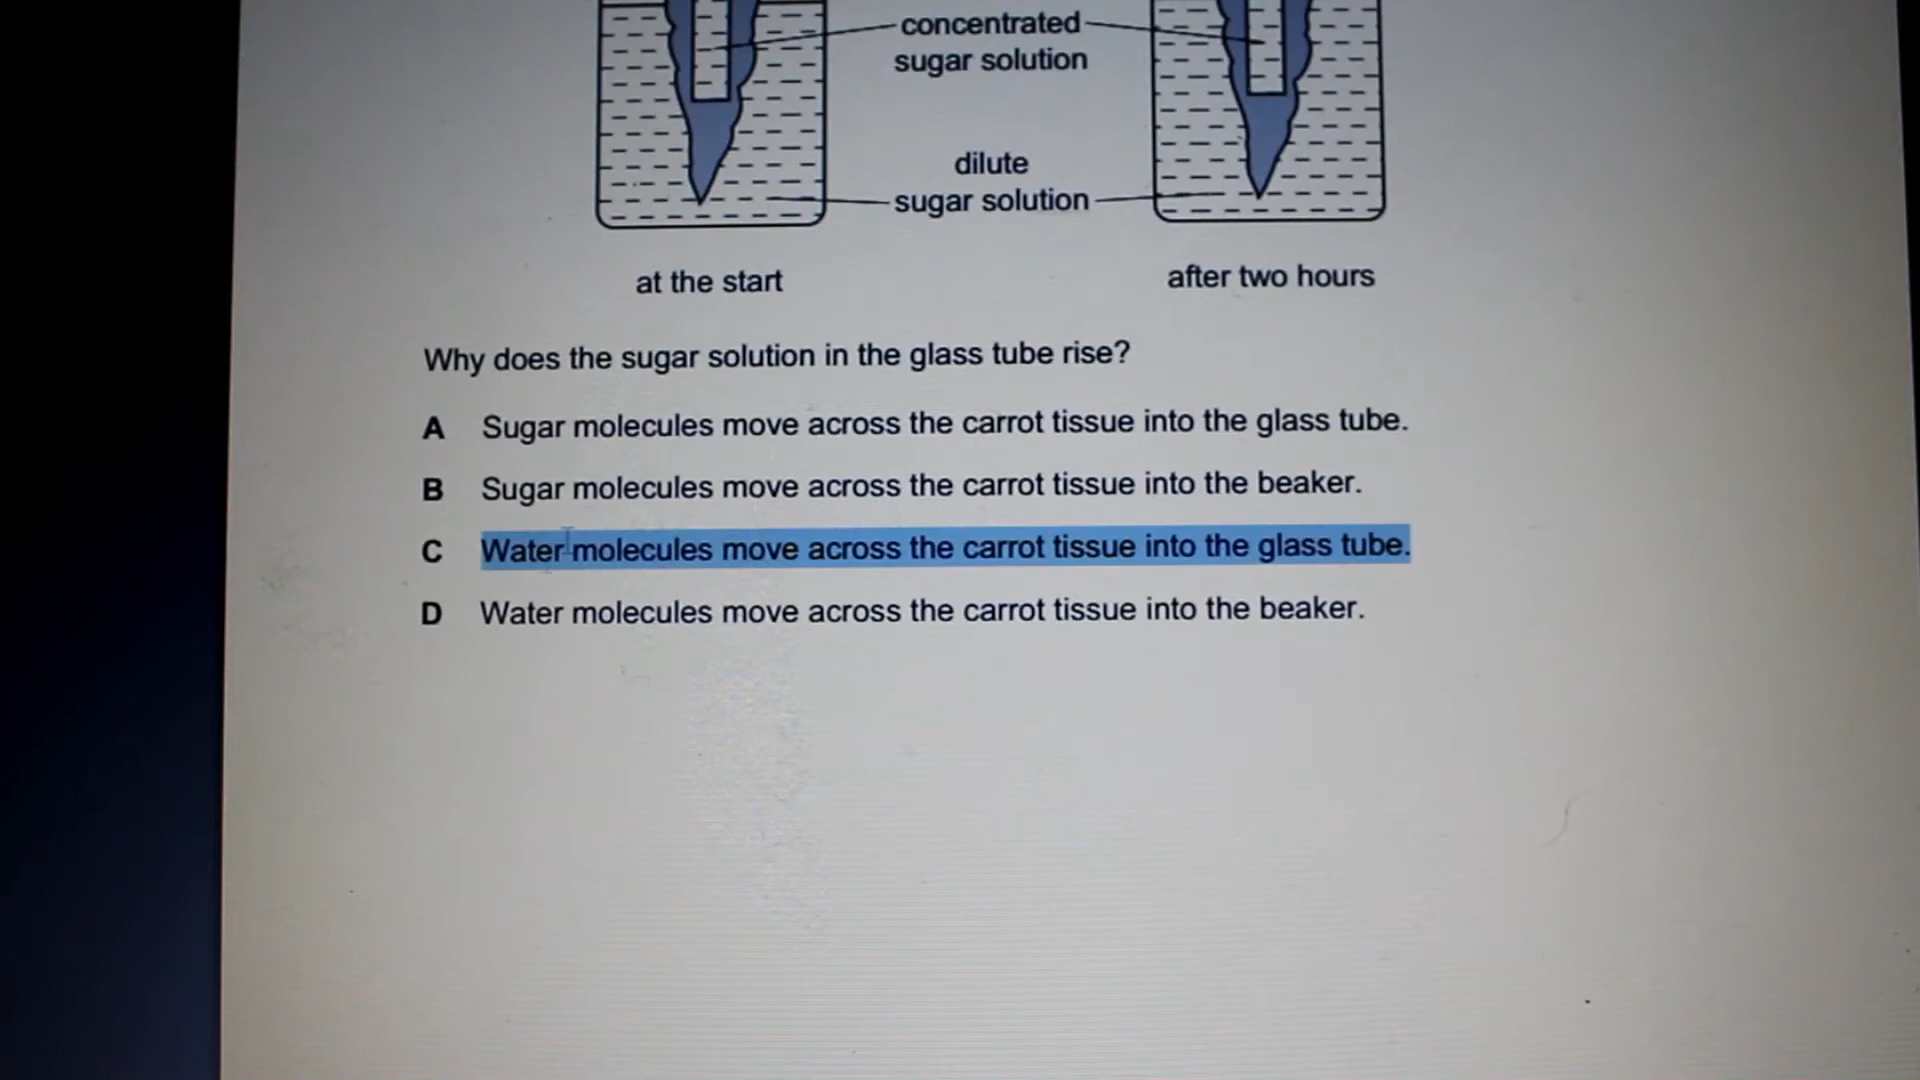 concentrated
sugar solution
dilute
sugar solution
at the start
after two hours
Why does the sugar solution in the glass tube rise?
A Sugar molecules move across the carrot tissue into the glass tube.
B Sugar molecules move across the carrot tissue into the beaker.
C Water molecules move across the carrot tissue into the glass tube.
D Water molecules move across the carrot tissue into the beaker.